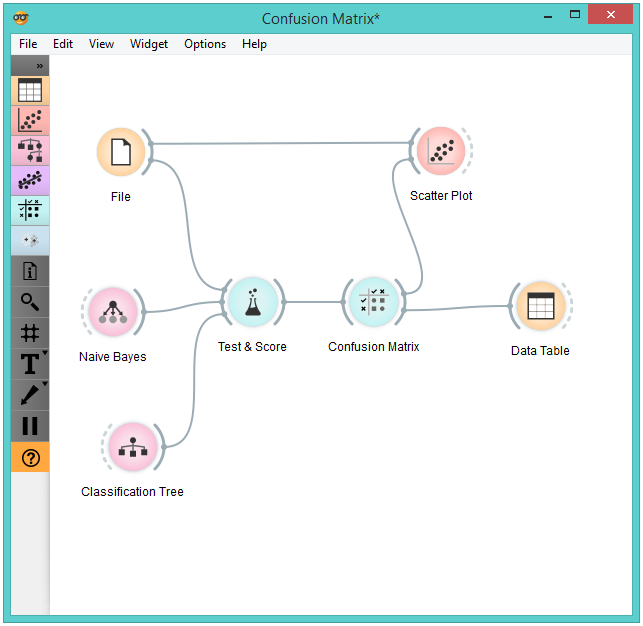 Confusion Matrix*
File Edit View Widget Options Help
»
File
Scatter Plot
Naive Bayes
Test & Score
Confusion Matrix
Data Table
Classification Tree
T
?